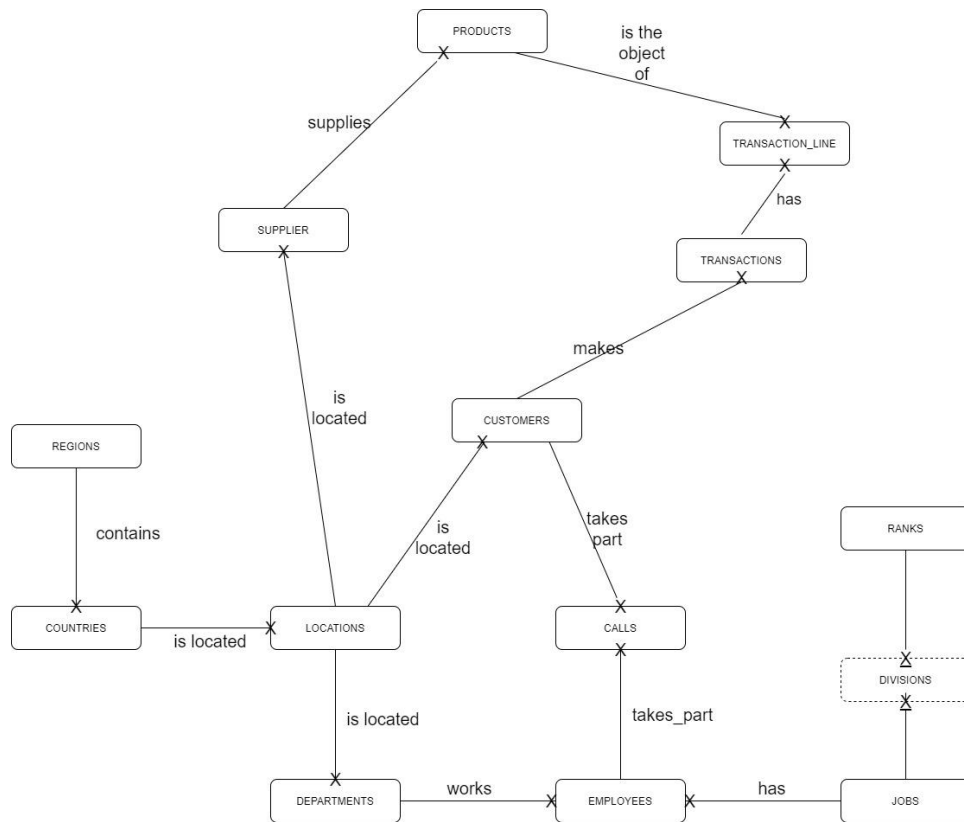 PRODUCTS
is the
object
of
supplies
TRANSACTION_LINE
has
SUPPLIER
TRANSACTIONS
makes
is
located
CUSTOMERS
REGIONS
contains
is
located
takes
part
RANKS
COUNTRIES
is located
LOCATIONS
CALLS
DIVISIONS
is located
takes_part
DEPARTMENTS
works
EMPLOYEES
has
JOBS